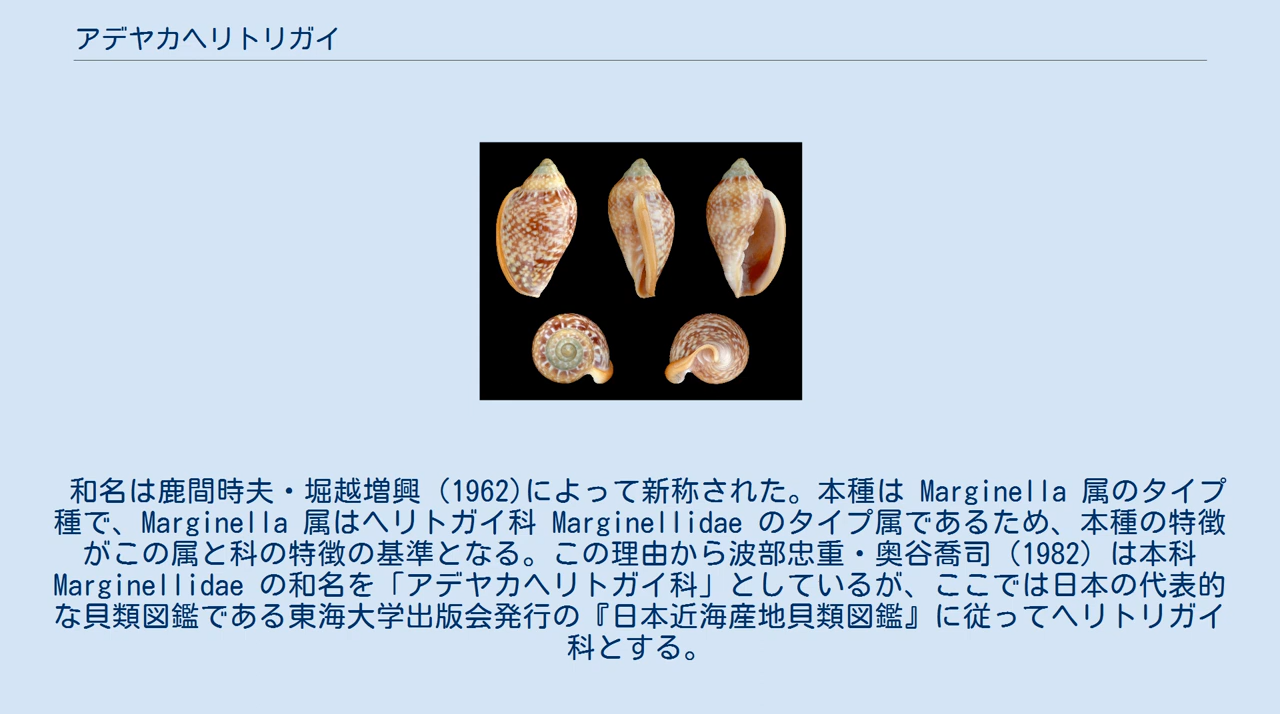 アデヤカヘリトリガイ
和名は鹿間時夫・堀越増興 (1962)によって新称された。本種は Marginella 属のタイプ
種で、Marginella 属はヘリトガイ科 Marginellidae のタイプ属であるため、本種の特徴
がこの属と科の特徴の基準となる。この理由から波部忠重・奥谷喬司（1982）は本科
Marginellidae の和名を「アデヤカヘリトガイ科」としているが、ここでは日本の代表的
な貝類図鑑である東海大学出版会発行の『日本近海産地貝類図鑑』に従ってヘリトリガイ
科とする。